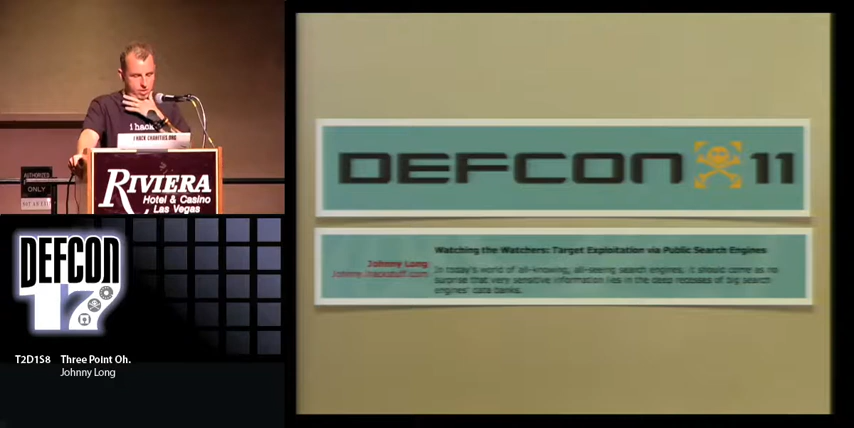 i hack
I HACK CHARITIES.ORG
AUTHORIZED
ONLY
RIVIERA
Hotel & Casino
Las Vegas
DEFCON
17
T2D1S8 Three Point Oh.
Johnny Long
DEFCON 11
Watching the Watchers: Target Exploitation via Public Search Engines
Johnny Long
In today's world of all-knowing, all-seeing search engines, it should come as no
surprise that very sensitive information lies in the deep recesses of big search
engines' data banks.